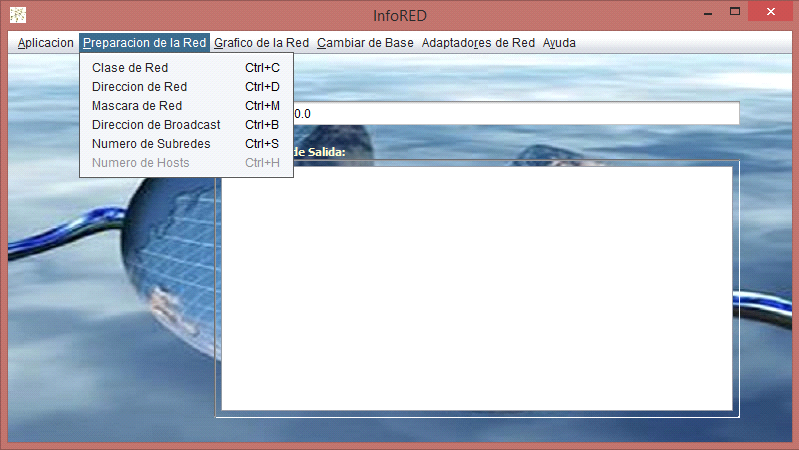 InfoRED
Aplicacion Preparacion de la Red Grafico de la Red Cambiar de Base Adaptadores de Red Ayuda
Clase de Red Ctrl+C
Direccion de Red Ctrl+D
Mascara de Red Ctrl+M
Direccion de Broadcast Ctrl+B
Numero de Subredes Ctrl+S
Numero de Hosts Ctrl+H
0.0
de Salida: